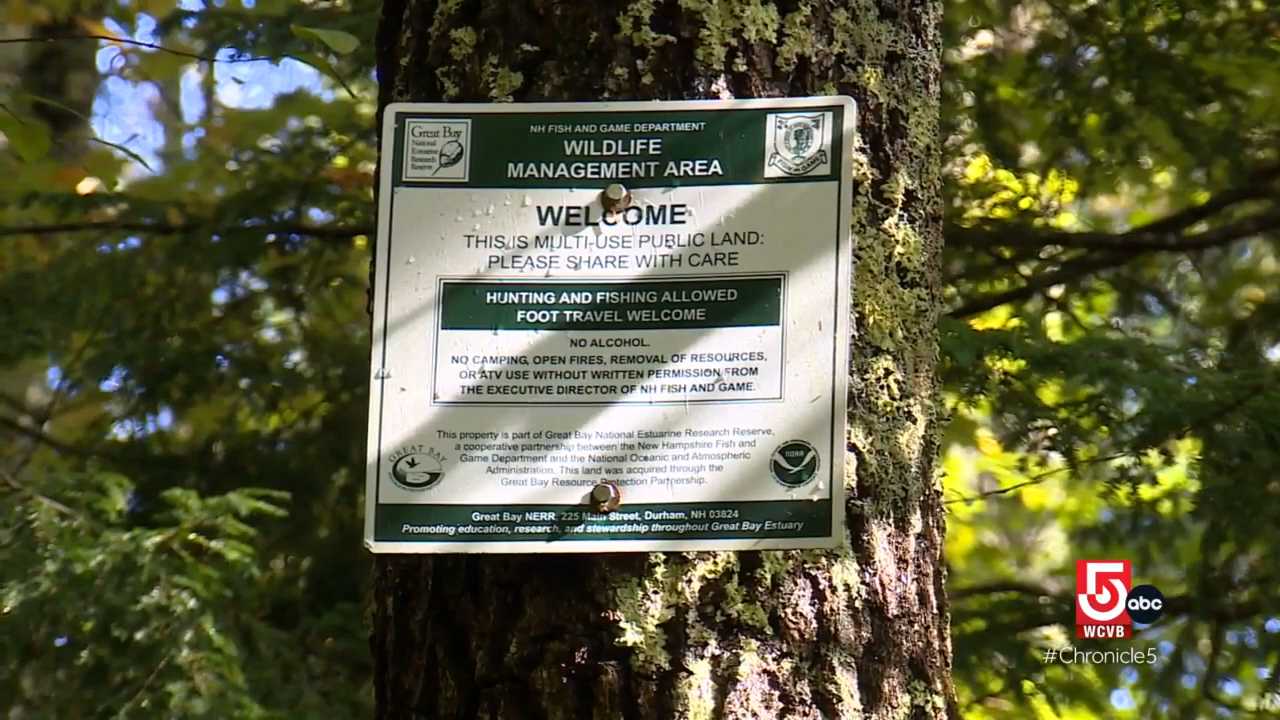 Great Bay
National
Estuarine
Research
Reserve
NH FISH AND GAME DEPARTMENT
WILDLIFE
MANAGEMENT AREA
WELCOME
THIS IS MULTI-USE PUBLIC LAND:
PLEASE SHARE WITH CARE
HUNTING AND FISHING ALLOWED
FOOT TRAVEL WELCOME
NO ALCOHOL.
NO CAMPING, OPEN FIRES, REMOVAL OF RESOURCES,
OR ATV USE WITHOUT WRITTEN PERMISSION FROM
THE EXECUTIVE DIRECTOR OF NH FISH AND GAME.
This property is part of Great Bay National Estuarine Research Reserve,
a cooperative partnership between the New Hampshire Fish and
Game Department and the National Oceanic and Atmospheric
Administration. This land was acquired through the
Great Bay Resource Protection Partnership.
GREAT BAY
NOAA
Great Bay NERR, 225 Main Street, Durham, NH 03824
Promoting education, research, and stewardship throughout Great Bay Estuary
5
abc
WCVB
#Chronicle5